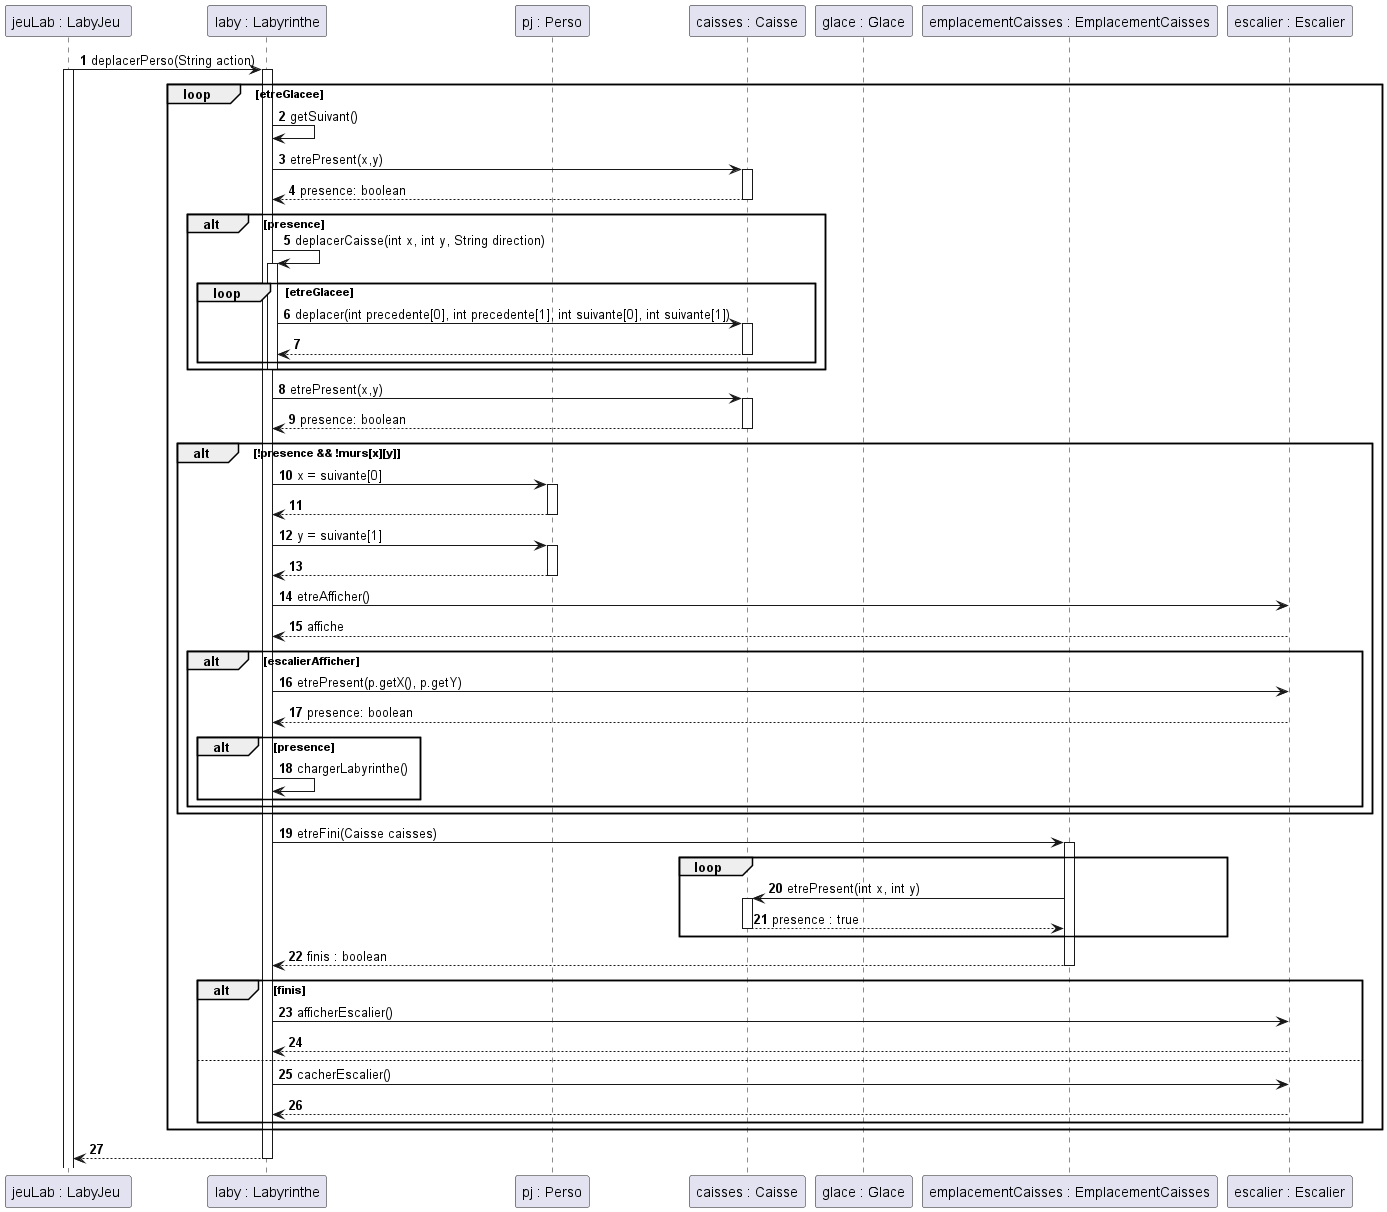 jeuLab : LabyJeu
laby : Labyrinthe
pj : Perso
caisses : Caisse
glace : Glace
emplacementCaisses : EmplacementCaisses
escalier : Escalier
1 deplacerPerso(String action)
loop [etreGlacee]
2 getSuivant()
3 etrePresent(x,y)
4 presence: boolean
alt [presence]
5 deplacerCaisse(int x, int y, String direction)
loop [etreGlacee]
6 deplacer(int precedente[0], int precedente[1], int suivante[0], int suivante[1])
7
8 etrePresent(x,y)
9 presence: boolean
alt [!presence && !murs[x][y]]
10 x = suivante[0]
11
12 y = suivante[1]
13
14 etreAfficher()
15 affiche
alt [escalierAfficher]
16 etrePresent(p.getX(), p.getY)
17 presence: boolean
alt [presence]
18 chargerLabyrinthe()
19 etreFini(Caisse caisses)
loop
20 etrePresent(int x, int y)
21 presence : true
22 finis : boolean
alt [finis]
23 afficherEscalier()
24
25 cacherEscalier()
26
27
jeuLab : LabyJeu
laby : Labyrinthe
pj : Perso
caisses : Caisse
glace : Glace
emplacementCaisses : EmplacementCaisses
escalier : Escalier